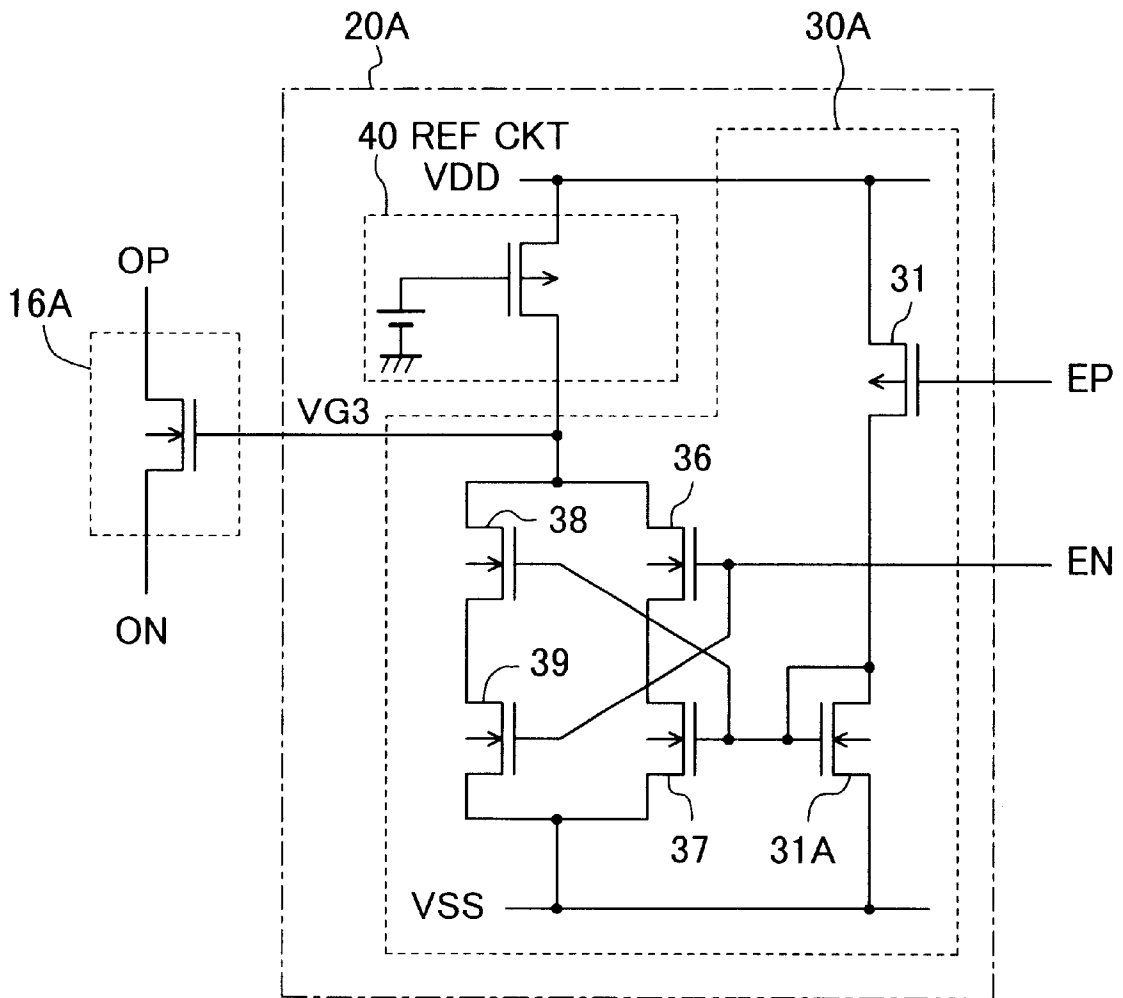 20A
30A
40 REF CKT
VDD
OP
16A
31
EP
VG3
36
38
EN
ON
39
37
31A
VSS